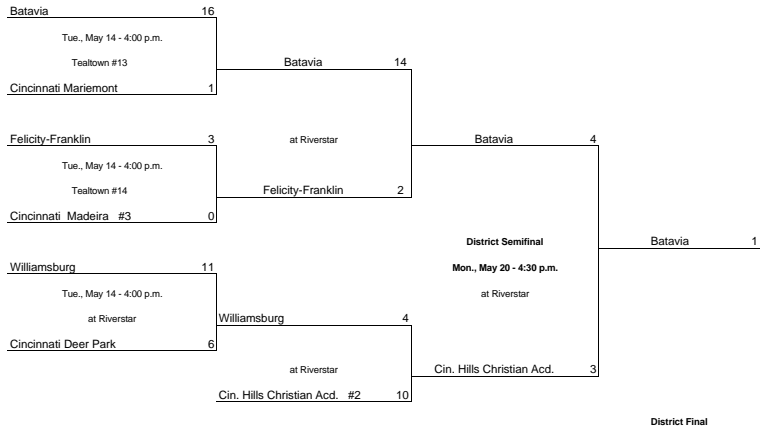 Batavia 16
Tue., May 14 - 4:00 p.m.
Tealtown #13
Batavia 14
Cincinnati Mariemont 1
Felicity-Franklin 3
at Riverstar
Batavia 4
Tue., May 14 - 4:00 p.m.
Tealtown #14
Felicity-Franklin 2
Cincinnati Madeira #3 0
District Semifinal
Batavia 1
Williamsburg 11
Mon., May 20 - 4:30 p.m.
Tue., May 14 - 4:00 p.m.
at Riverstar
at Riverstar
Williamsburg 4
Cincinnati Deer Park 6
at Riverstar
Cin. Hills Christian Acd. 3
Cin. Hills Christian Acd. #2 10
District Final